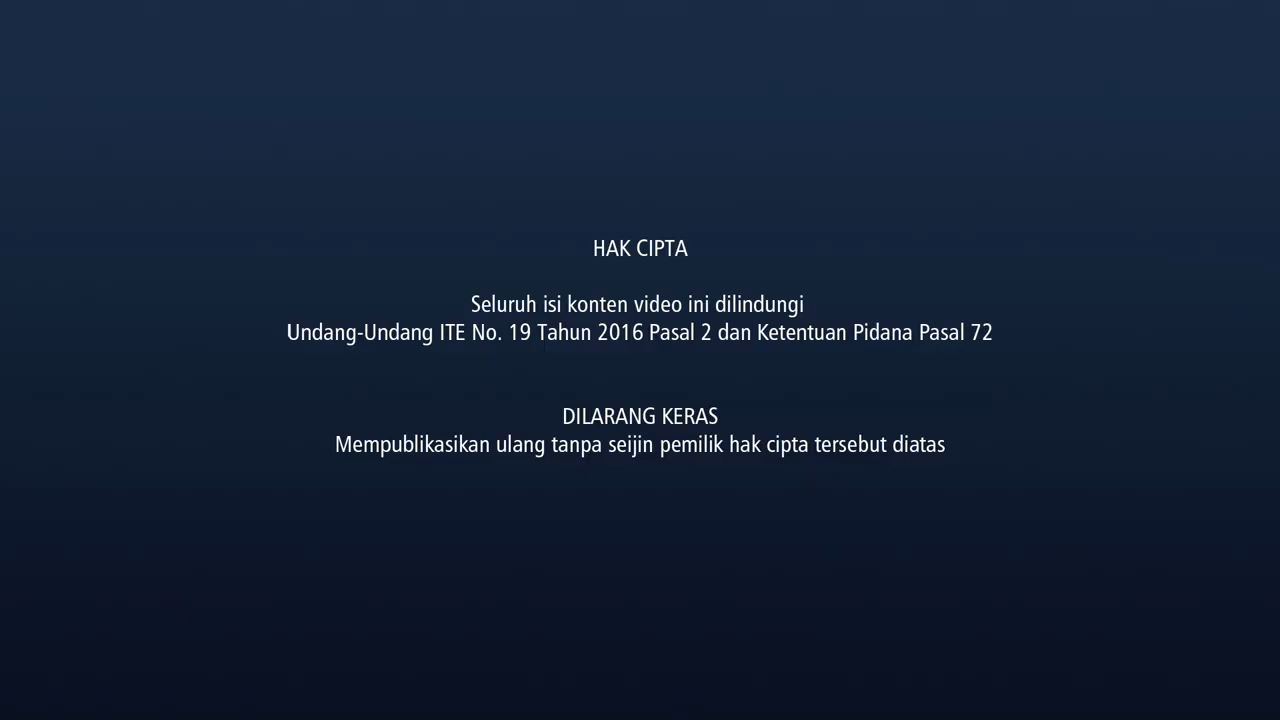 HAK CIPTA
Seluruh isi konten video ini dilindungi
Undang-Undang ITE No. 19 Tahun 2016 Pasal 2 dan Ketentuan Pidana Pasal 72
DILARANG KERAS
Mempublikasikan ulang tanpa seijin pemilik hak cipta tersebut diatas